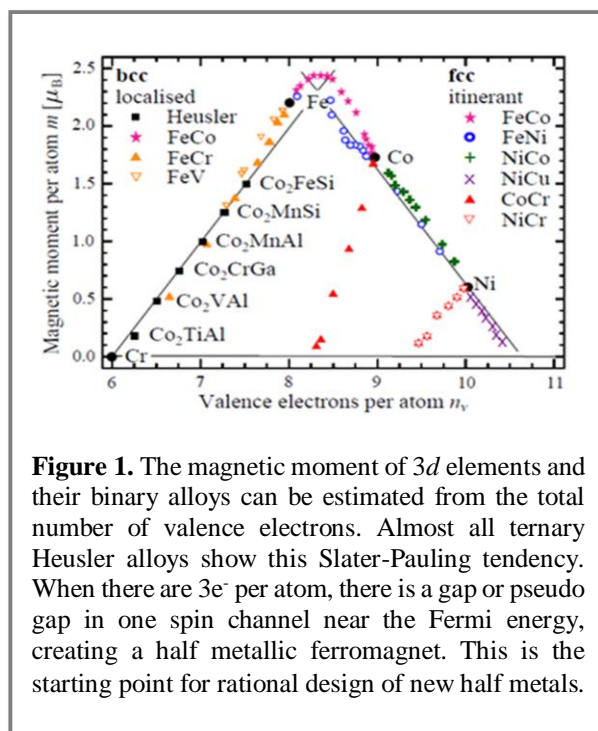 2.5
2.0
1.5
1.0
0.5
0.0
Magnetic moment per atom m [μB]
bcc
localised
Heusler
FeCo
FeCr
FeV
fcc
itinerant
FeCo
FeNi
NiCo
NiCu
CoCr
NiCr
Fe
Co
Co2FeSi
Co2MnSi
Co2MnAl
Co2CrGa
Ni
Co2VAl
Co2TiAl
Cr
6 7 8 9 10 11
Valence electrons per atom nv
Figure 1. The magnetic moment of 3d elements and
their binary alloys can be estimated from the total
number of valence electrons. Almost all ternary
Heusler alloys show this Slater-Pauling tendency.
When there are 3e- per atom, there is a gap or pseudo
gap in one spin channel near the Fermi energy,
creating a half metallic ferromagnet. This is the
starting point for rational design of new half metals.